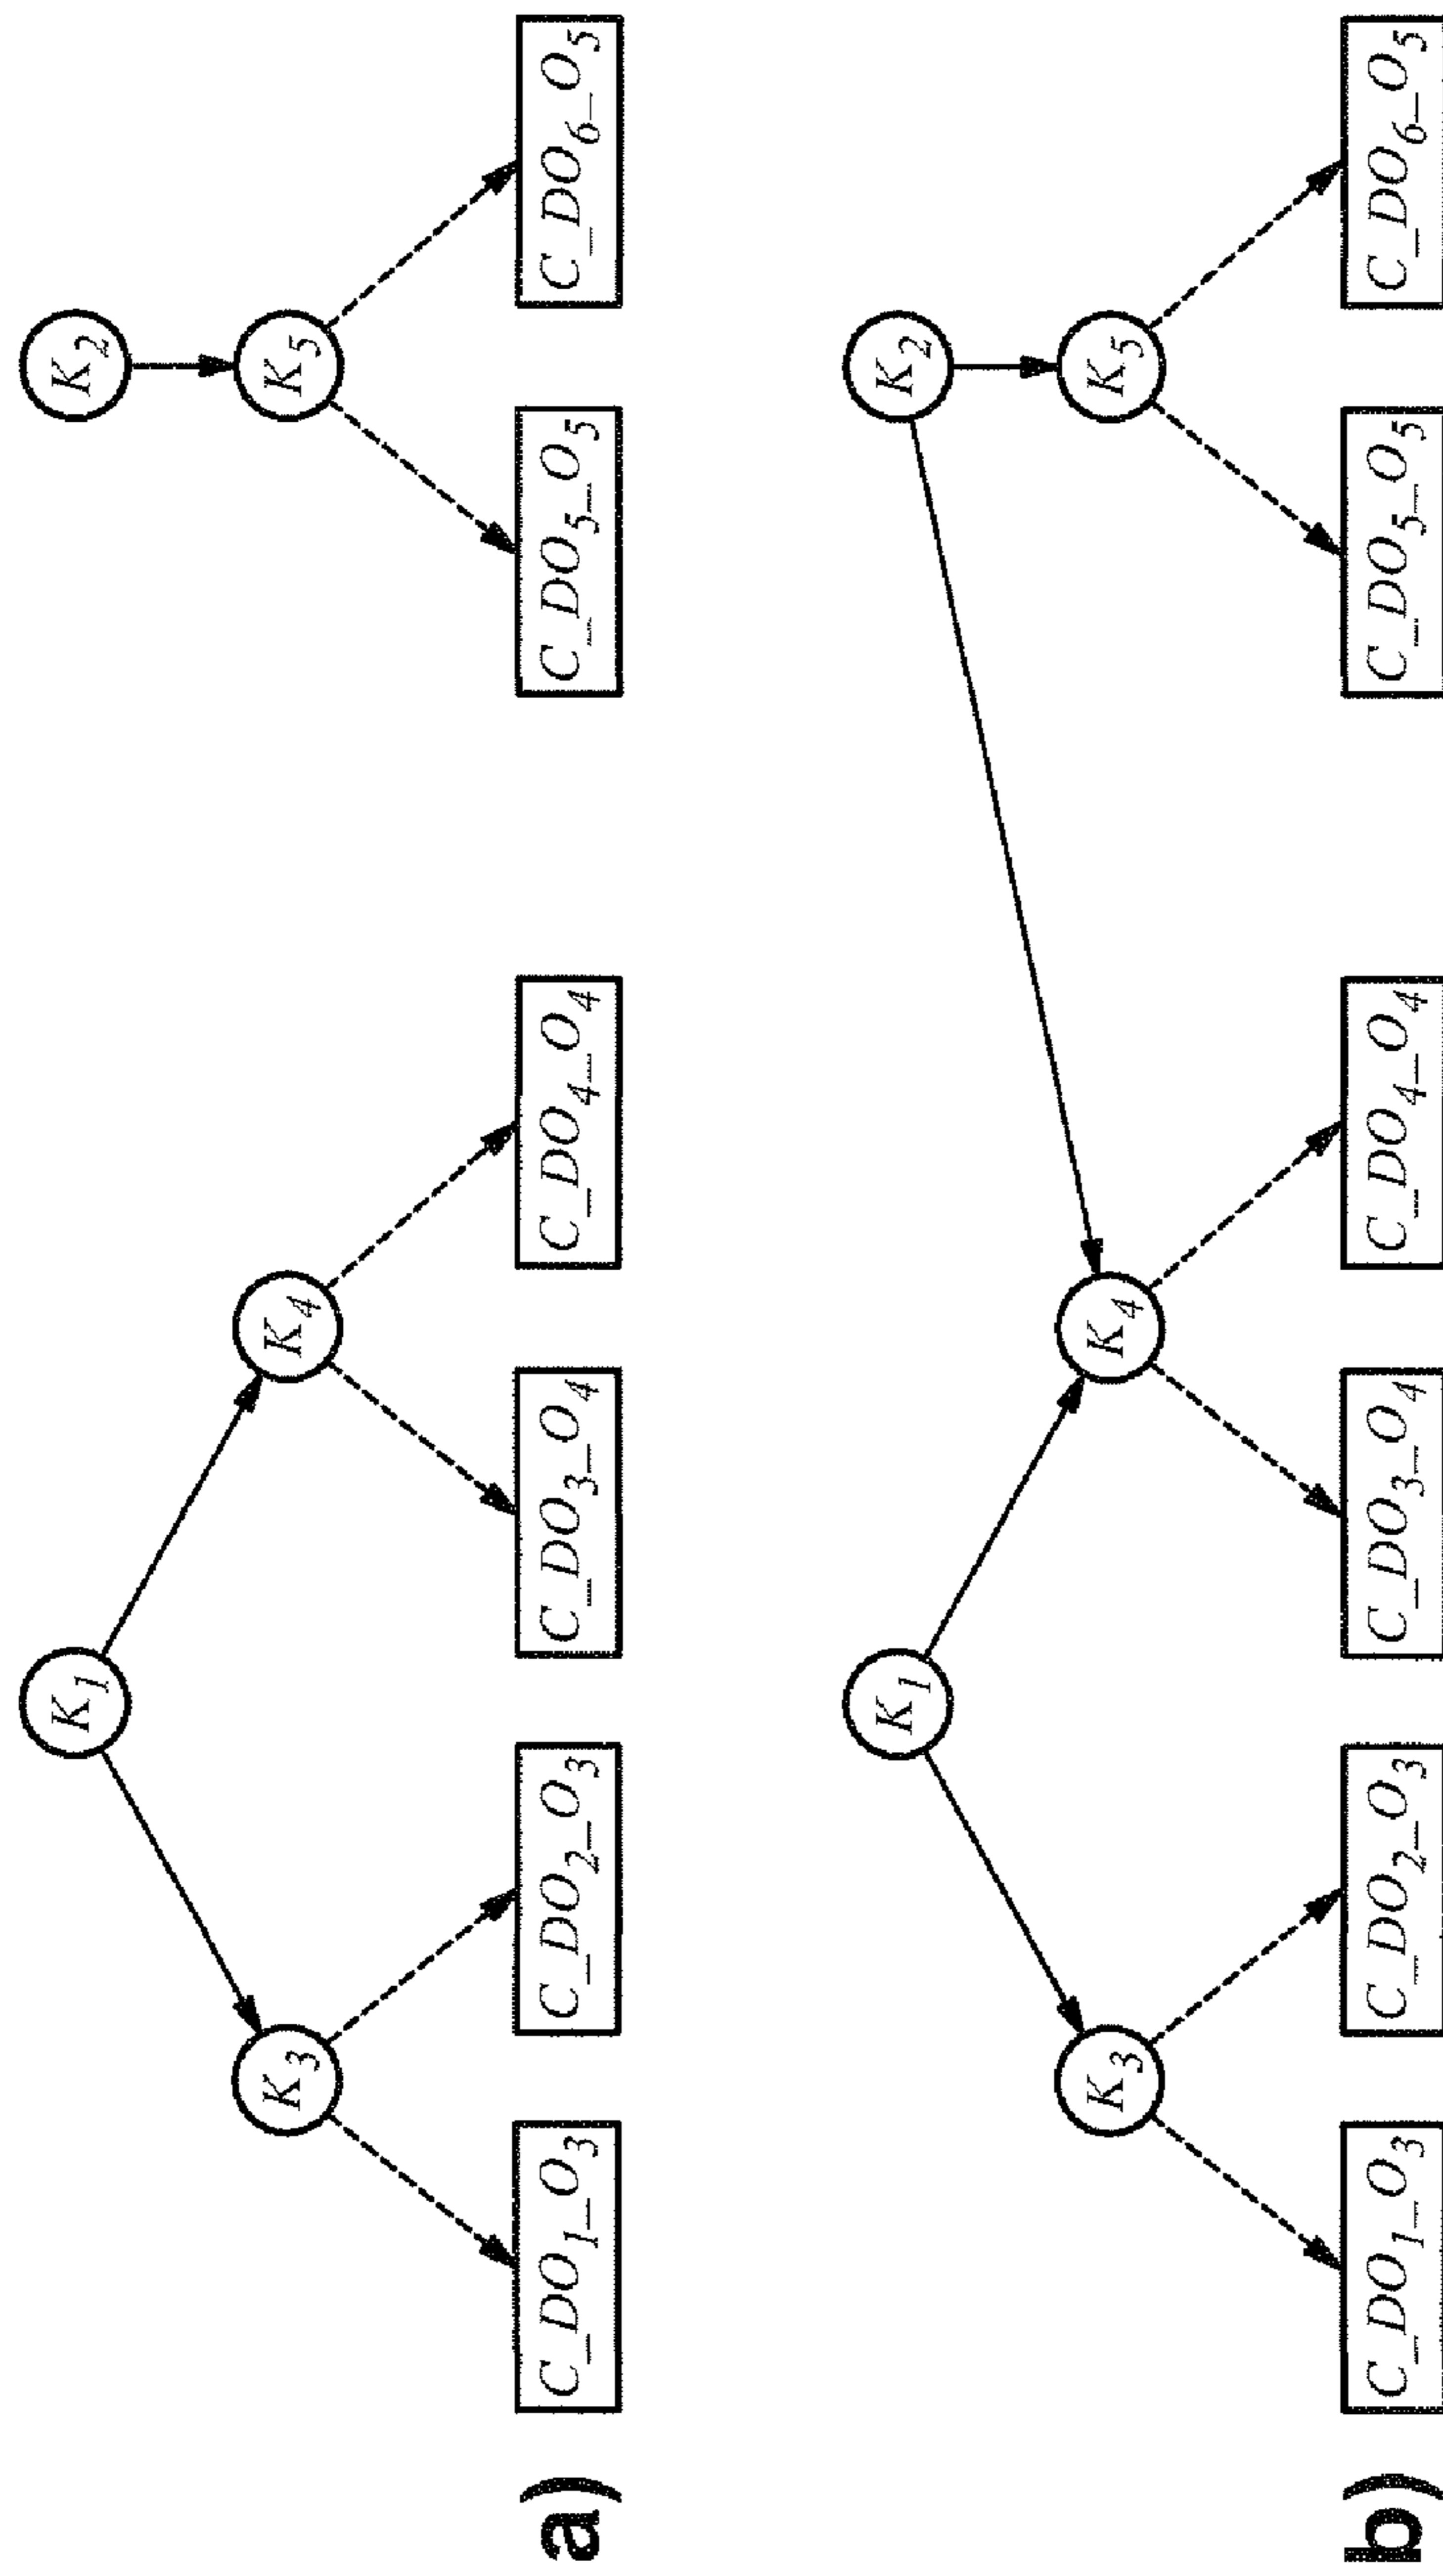 K1 K2
K3 K4 K5
a) C_DO1_O3 C_DO2_O3 C_DO3_O4 C_DO4_O4 C_DO5_O5 C_DO6_O5
K1 K2
K3 K4 K5
b) C_DO1_O3 C_DO2_O3 C_DO3_O4 C_DO4_O4 C_DO5_O5 C_DO6_O5